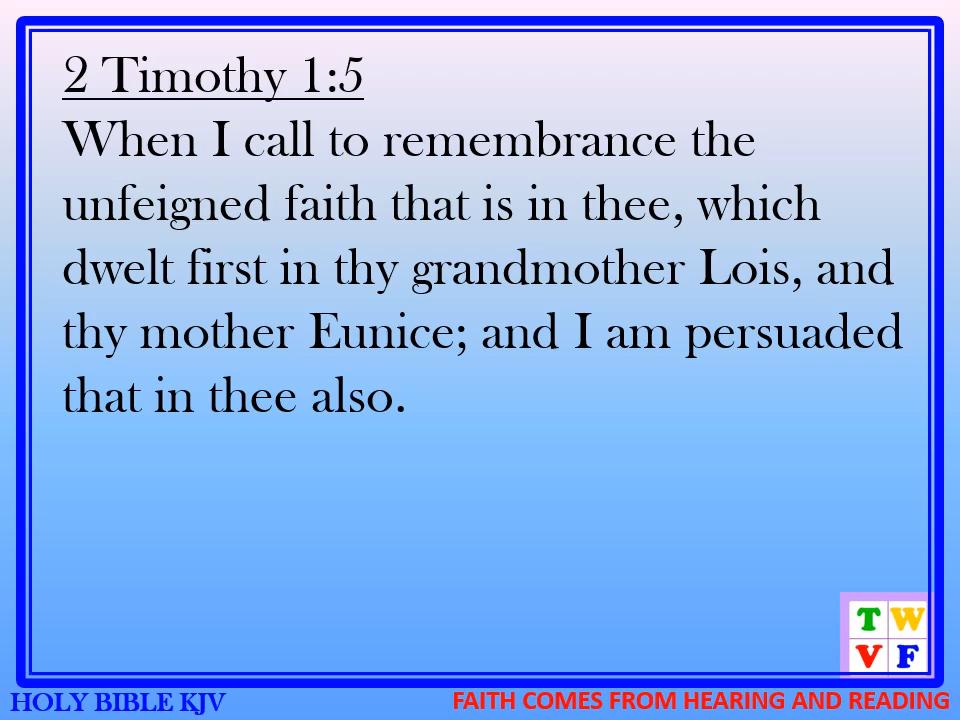 2 Timothy 1:5
When I call to remembrance the
unfeigned faith that is in thee, which
dwelt first in thy grandmother Lois, and
thy mother Eunice; and I am persuaded
that in thee also.
T W
V F
HOLY BIBLE KJV
FAITH COMES FROM HEARING AND READING